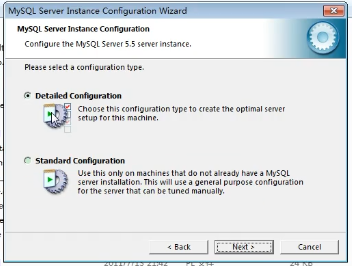 MySQL Server Instance Configuration Wizard
MySQL Server Instance Configuration
Configure the MySQL Server 5.5 server instance.
Please select a configuration type.
Detailed Configuration
Choose this configuration type to create the optimal server
setup for this machine.
Standard Configuration
Use this only on machines that do not already have a MySQL
server installation. This will use a general purpose configuration
for the server that can be tuned manually.
< Back
Next >
Cancel